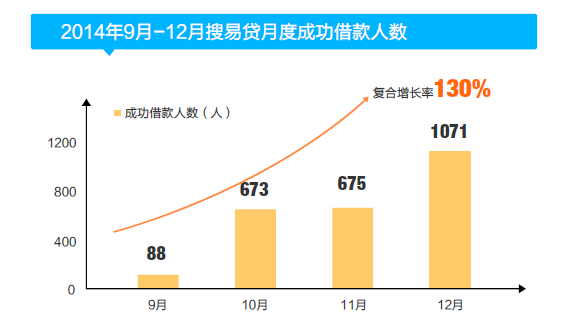 2014年9月-12月搜易贷月度成功借款人数
复合增长率130%
成功借款人数（人）
1200
800
400
0
88
673
675
1071
9月
10月
11月
12月